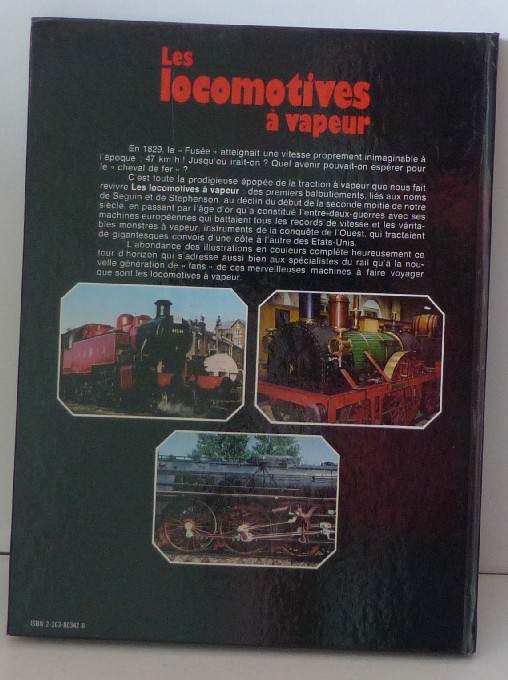 Les
locomotives
à vapeur
En 1829, la « Fusée » atteignait une vitesse proprement inimaginable à
l'époque : 47 km/h ! Jusqu'où irait-on ? Quel avenir pouvait-on espérer pour
le « cheval de fer » ?
C'est toute la prodigieuse épopée de la traction à vapeur que nous fait
revivre Les locomotives à vapeur : des premiers balbutiements, liés aux noms
de Seguin et de Stephenson, au déclin du début de la seconde moitié de notre
siècle, en passant par l'âge d'or qu'a constitué l'entre-deux-guerres avec ses
machines européennes qui battaient tous les records de vitesse et les vérita-
bles monstres à vapeur, instruments de la conquête de l'Ouest, qui tractaient
de gigantesques convois d'une côte à l'autre des Etats-Unis.
L'abondance des illustrations en couleurs complète heureusement ce
tour d'horizon qui s'adresse aussi bien aux spécialistes du rail qu'à la nou-
velle génération de « fans » de ces merveilleuses machines à faire voyager
que sont les locomotives à vapeur.
ISBN 2-263-80342